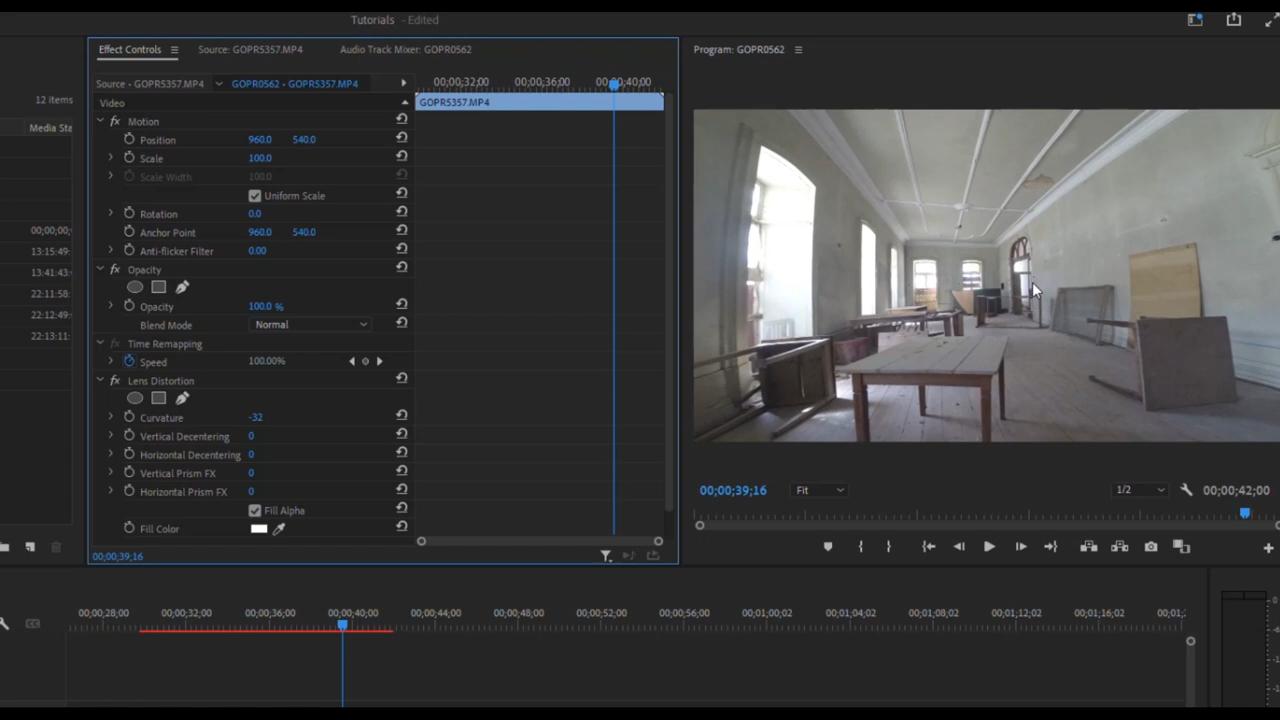 Tutorials - Edited
Effect Controls Source: GOPR5357.MP4 Audio Track Mixer: GOPR0562
Program: GOPR0562
Source - GOPR5357.MP4 GOPR0562 - GOPR5357.MP4 00;00;32;00 00;00;36;00 00;00;40;00
12 items
Video GOPR5357.MP4
Media Sta
fx Motion
Position 960.0 540.0
Scale 100.0
Scale Width 100.0
Uniform Scale
Rotation 0.0
00;00;00;
Anchor Point 960.0 540.0
13:15:49:
Anti-flicker Filter 0.00
13:41:43:
fx Opacity
22:11:58:
Opacity 100.0 %
22:12:49:
Blend Mode Normal
22:13:11:
fx Time Remapping
Speed 100.00%
fx Lens Distortion
Curvature -32
Vertical Decentering 0
Horizontal Decentering 0
Vertical Prism FX 0
Horizontal Prism FX 0
Fill Alpha
Fill Color
00;00;39;16 Fit 1/2 00;00;42;00
00;00;39;16
00;00;28;00 00;00;32;00 00;00;36;00 00;00;40;00 00;00;44;00 00;00;48;00 00;00;52;00 00;00;56;00 00;01;00;02 00;01;04;02 00;01;08;02 00;01;12;02 00;01;16;02